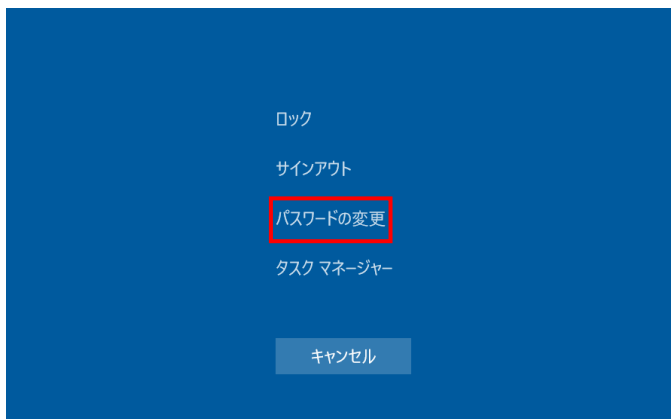 ロック
サインアウト
パスワードの変更
タスク マネージャー
キャンセル